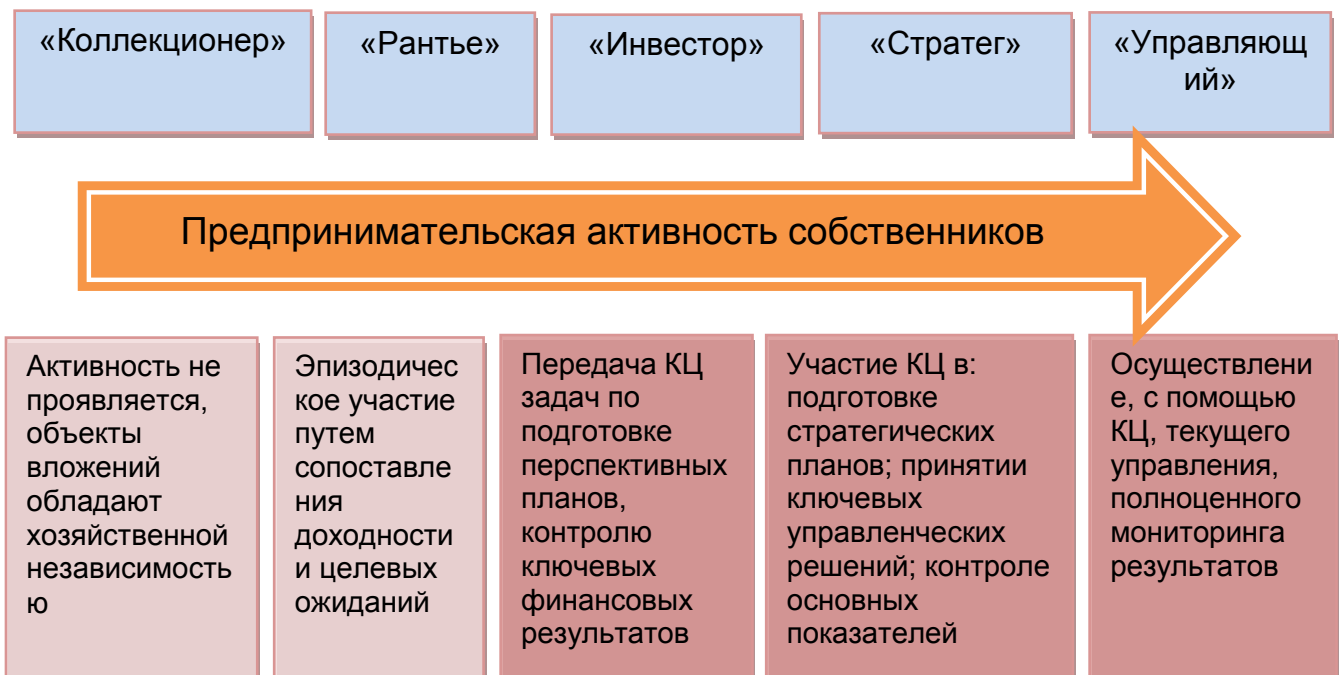 «Коллекционер»
«Рантье»
«Инвестор»
«Стратег»
«Управляющ
ий»
Предпринимательская активность собственников
Активность не
проявляется,
объекты
вложений
обладают
хозяйственной
независимость
ю
Эпизодичес
кое участие
путем
сопоставле
ния
доходности
и целевых
ожиданий
Передача КЦ
задач по
подготовке
перспективных
планов,
контролю
ключевых
финансовых
результатов
Участие КЦ в:
подготовке
стратегических
планов; принятии
ключевых
управленческих
решений; контроле
основных
показателей
Осуществлени
е, с помощью
КЦ, текущего
управления,
полноценного
мониторинга
результатов